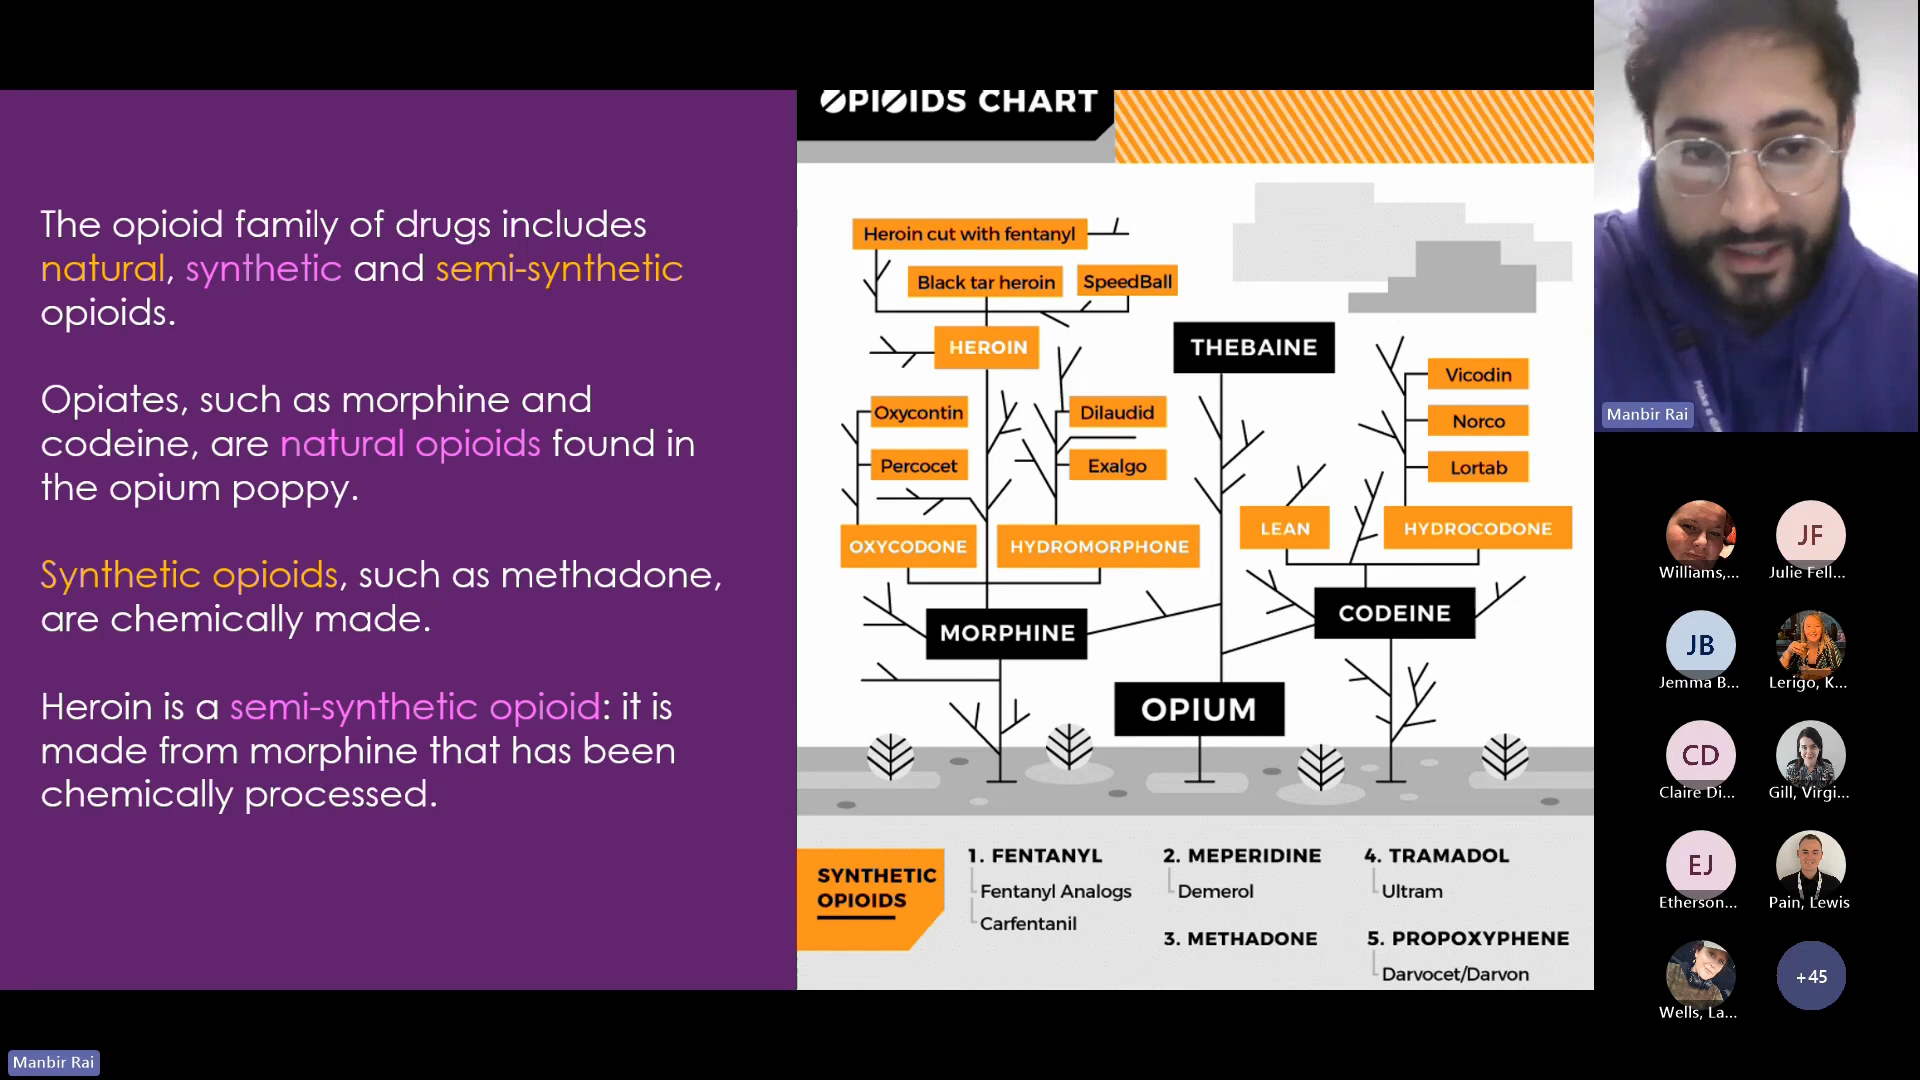 The opioid family of drugs includes
natural, synthetic and semi-synthetic
opioids.
Opiates, such as morphine and
codeine, are natural opioids found in
the opium poppy.
Synthetic opioids, such as methadone,
are chemically made.
Heroin is a semi-synthetic opioid: it is
made from morphine that has been
chemically processed.
OPIOIDS CHART
Heroin cut with fentanyl
Black tar heroin
SpeedBall
HEROIN
THEBAINE
Oxycontin
Dilaudid
Vicodin
Percocet
Exalgo
Norco
Lortab
OXYCODONE
HYDROMORPHONE
LEAN
HYDROCODONE
MORPHINE
CODEINE
OPIUM
SYNTHETIC
OPIOIDS
1. FENTANYL
Fentanyl Analogs
Carfentanil
2. MEPERIDINE
Demerol
3. METHADONE
4. TRAMADOL
Ultram
5. PROPOXYPHENE
Darvocet/Darvon
Manbir Rai
Williams,...
JF
Julie Fell...
JB
Jemma B...
Lerigo, K...
CD
Claire Di...
Gill, Virgi...
EJ
Etherson...
Pain, Lewis
Wells, La...
+45
Manbir Rai